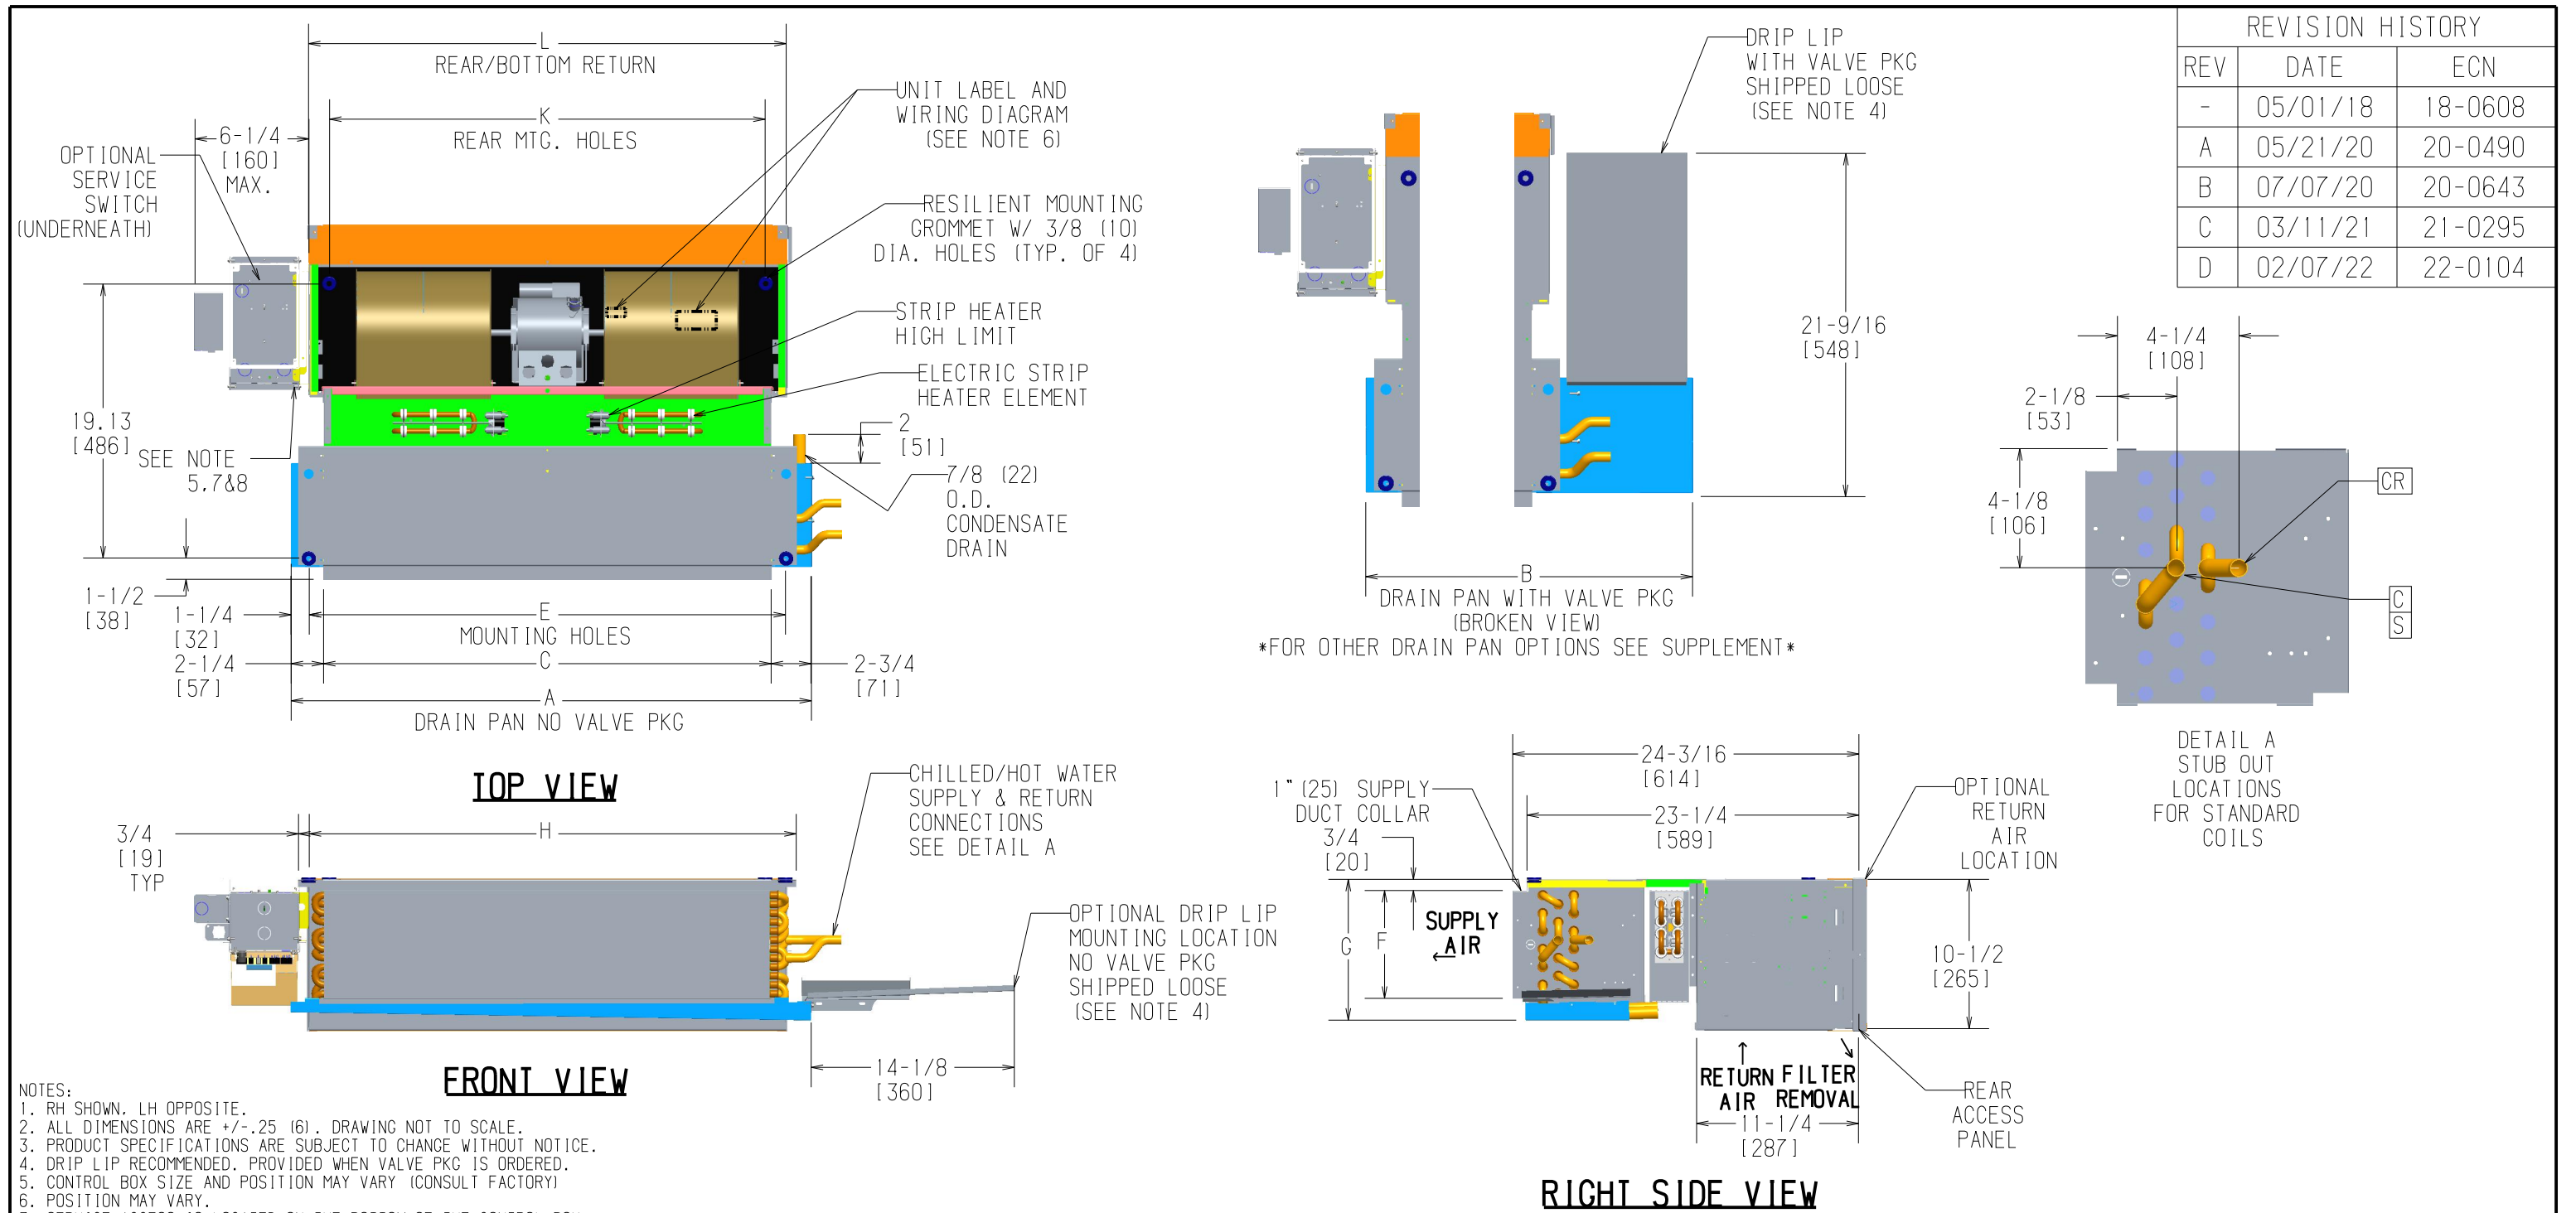 L
REAR/BOTTOM RETURN
K
REAR MTG. HOLES
6-1/4
[160]
MAX.
OPTIONAL
SERVICE
SWITCH
(UNDERNEATH)
UNIT LABEL AND
WIRING DIAGRAM
(SEE NOTE 6)
RESILIENT MOUNTING
GROMMET W/ 3/8 (10)
DIA. HOLES (TYP. OF 4)
STRIP HEATER
HIGH LIMIT
ELECTRIC STRIP
HEATER ELEMENT
2
[51]
7/8 (22)
O.D.
CONDENSATE
DRAIN
19.13
[486]
SEE NOTE
5,7&8
1-1/2
[38]
1-1/4
[32]
E
MOUNTING HOLES
2-1/4
[57]
C
2-3/4
[71]
A
DRAIN PAN NO VALVE PKG
TOP VIEW
DRIP LIP
WITH VALVE PKG
SHIPPED LOOSE
(SEE NOTE 4)
21-9/16
[548]
B
DRAIN PAN WITH VALVE PKG
(BROKEN VIEW)
*FOR OTHER DRAIN PAN OPTIONS SEE SUPPLEMENT*
REVISION HISTORY
REV DATE ECN
- 05/01/18 18-0608
A 05/21/20 20-0490
B 07/07/20 20-0643
C 03/11/21 21-0295
D 02/07/22 22-0104
4-1/4
[108]
2-1/8
[53]
4-1/8
[106]
CR
C
S
DETAIL A
STUB OUT
LOCATIONS
FOR STANDARD
COILS
3/4
[19]
TYP
H
CHILLED/HOT WATER
SUPPLY & RETURN
CONNECTIONS
SEE DETAIL A
OPTIONAL DRIP LIP
MOUNTING LOCATION
NO VALVE PKG
SHIPPED LOOSE
(SEE NOTE 4)
14-1/8
[360]
FRONT VIEW
24-3/16
[614]
23-1/4
[589]
1" (25) SUPPLY
DUCT COLLAR
3/4
[20]
OPTIONAL
RETURN
AIR
LOCATION
G
F
SUPPLY
AIR
10-1/2
[265]
RETURN
AIR
FILTER
REMOVAL
11-1/4
[287]
REAR
ACCESS
PANEL
RIGHT SIDE VIEW
NOTES:
1. RH SHOWN. LH OPPOSITE.
2. ALL DIMENSIONS ARE +/-.25 (6). DRAWING NOT TO SCALE.
3. PRODUCT SPECIFICATIONS ARE SUBJECT TO CHANGE WITHOUT NOTICE.
4. DRIP LIP RECOMMENDED. PROVIDED WHEN VALVE PKG IS ORDERED.
5. CONTROL BOX SIZE AND POSITION MAY VARY (CONSULT FACTORY)
6. POSITION MAY VARY.